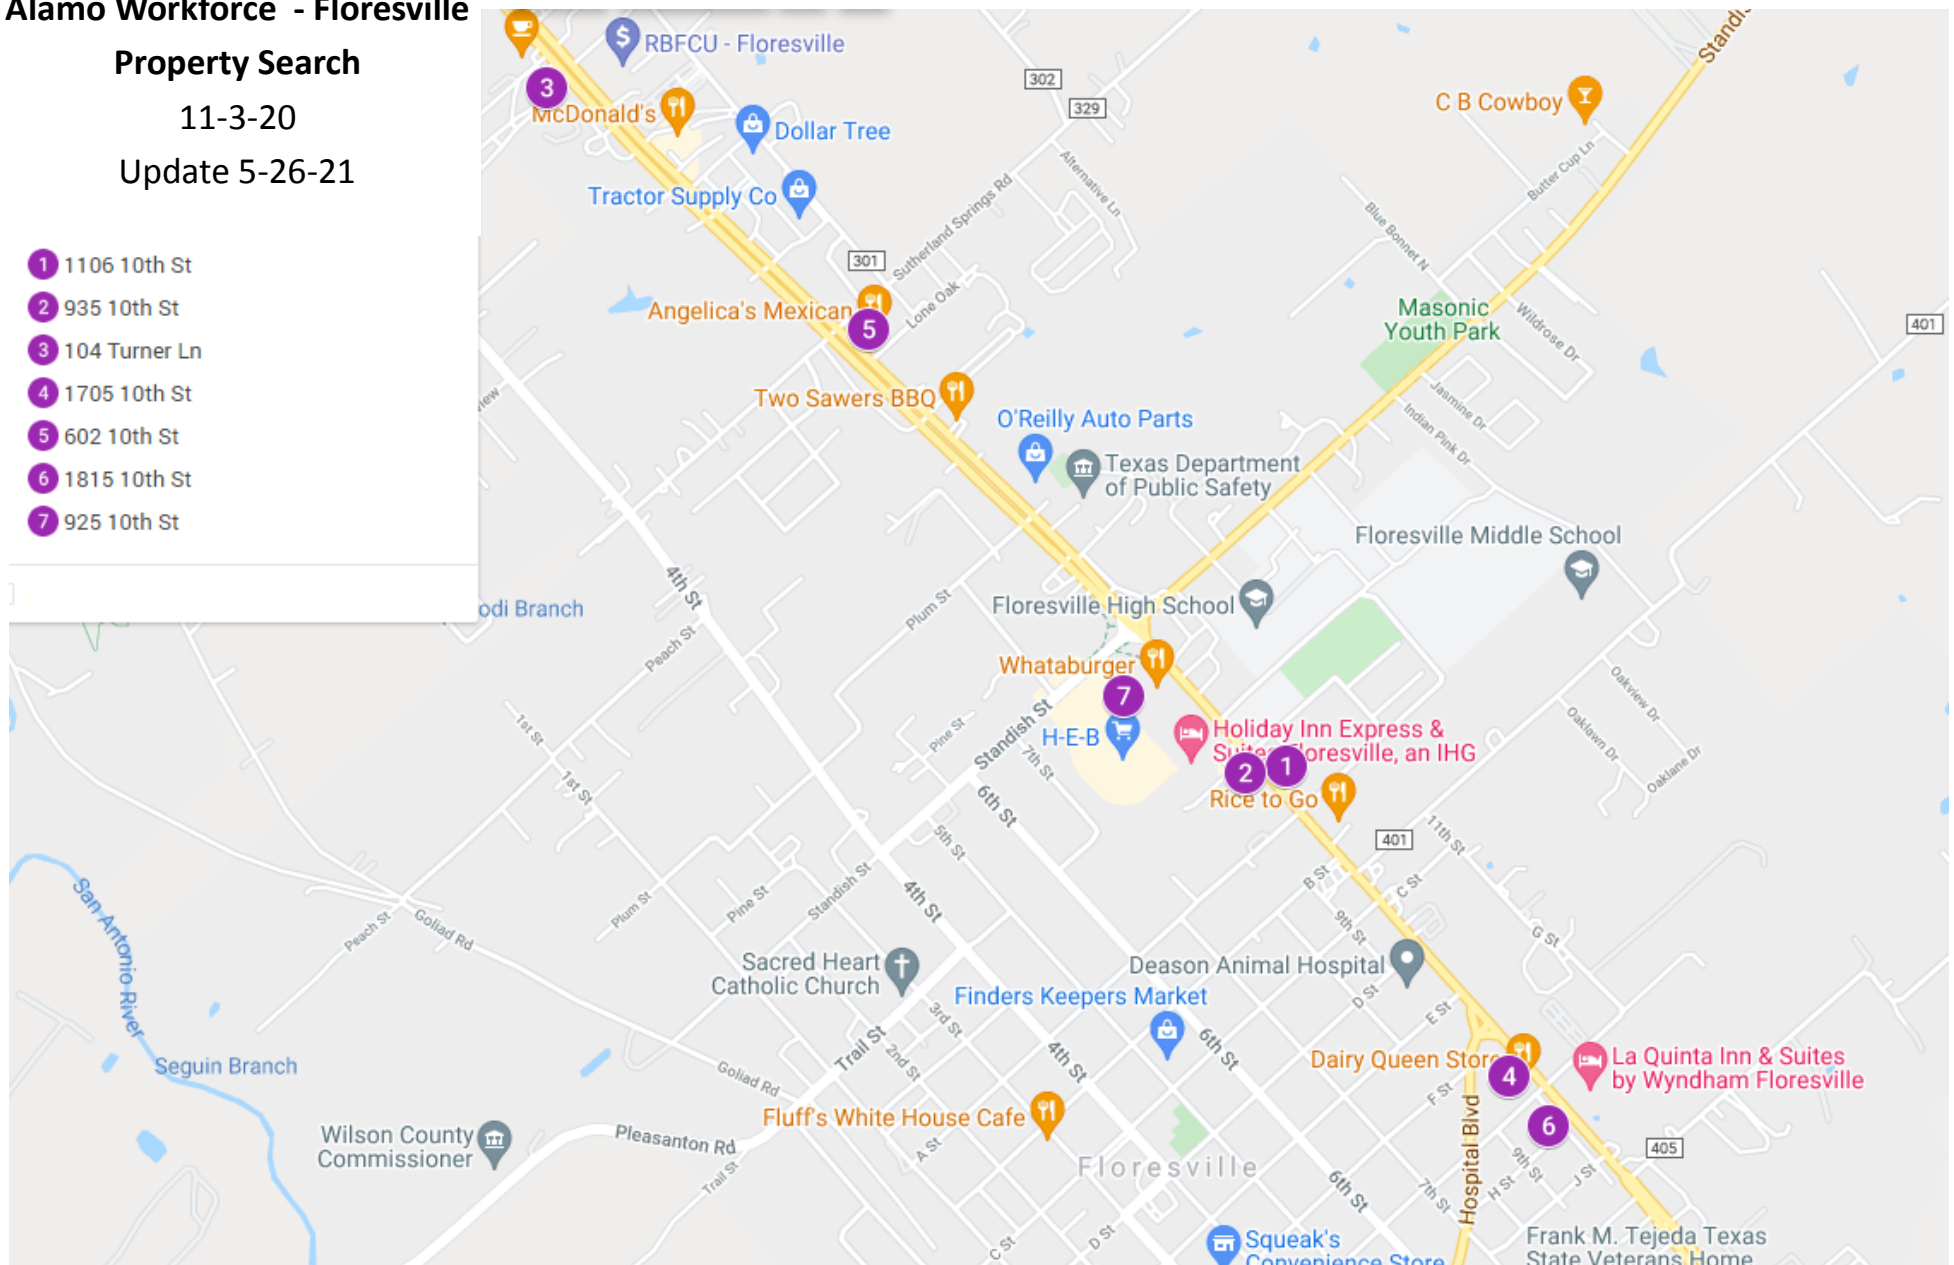 Alamo Workforce - Floresville
Property Search
11-3-20
Update 5-26-21
1 1106 10th St
2 935 10th St
3 104 Turner Ln
4 1705 10th St
5 602 10th St
6 1815 10th St
7 925 10th St
RBFCU - Floresville
3
McDonald's
Dollar Tree
Tractor Supply Co
302
329
C B Cowboy
Standis
Butter Cup Ln
Alternative Ln
Sutherland Springs Rd
Blue Bonnet N
301
Lone Oak
Angelica's Mexican
5
Masonic
Youth Park
Wildrose Dr
401
Two Sawers BBQ
Jasmine Dr
Indian Pink Dr
O'Reilly Auto Parts
Texas Department
of Public Safety
view
Floresville Middle School
4th St
odi Branch
Plum St
Peach St
Floresville High School
Whataburger
7
H-E-B
Holiday Inn Express &
Suites Floresville, an IHG
2
1
Rice to Go
Oakview Dr
Oaklawn Dr
Oaklane Dr
1st St
Pine St
Standish St
7th St
1st St
6th St
5th St
401
11th St
B St
C St
San Antonio River
Peach St
Goliad Rd
Plum St
Pine St
Standish St
4th St
9th St
G St
Sacred Heart
Catholic Church
Deason Animal Hospital
D St
E St
Finders Keepers Market
3rd St
2nd St
Trail St
4th St
6th St
Seguin Branch
Goliad Rd
Dairy Queen Store
4
La Quinta Inn & Suites
by Wyndham Floresville
F St
6
Fluff's White House Cafe
Wilson County
Commissioner
Pleasanton Rd
A St
Trail St
Floresville
Hospital Blvd
405
9th St
H St
J St
7th St
6th St
C St
D St
Squeak's
Convenience Store
Frank M. Tejeda Texas
State Veterans Home